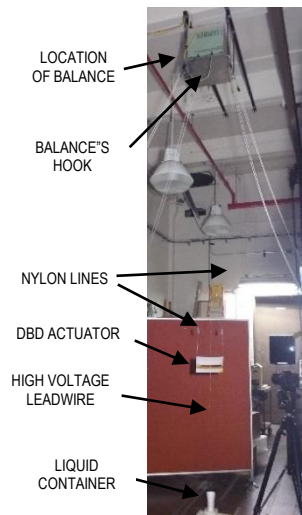 LOCATION
OF BALANCE
BALANCE"S
HOOK
NYLON LINES
DBD ACTUATOR
HIGH VOLTAGE
LEADWIRE
LIQUID
CONTAINER